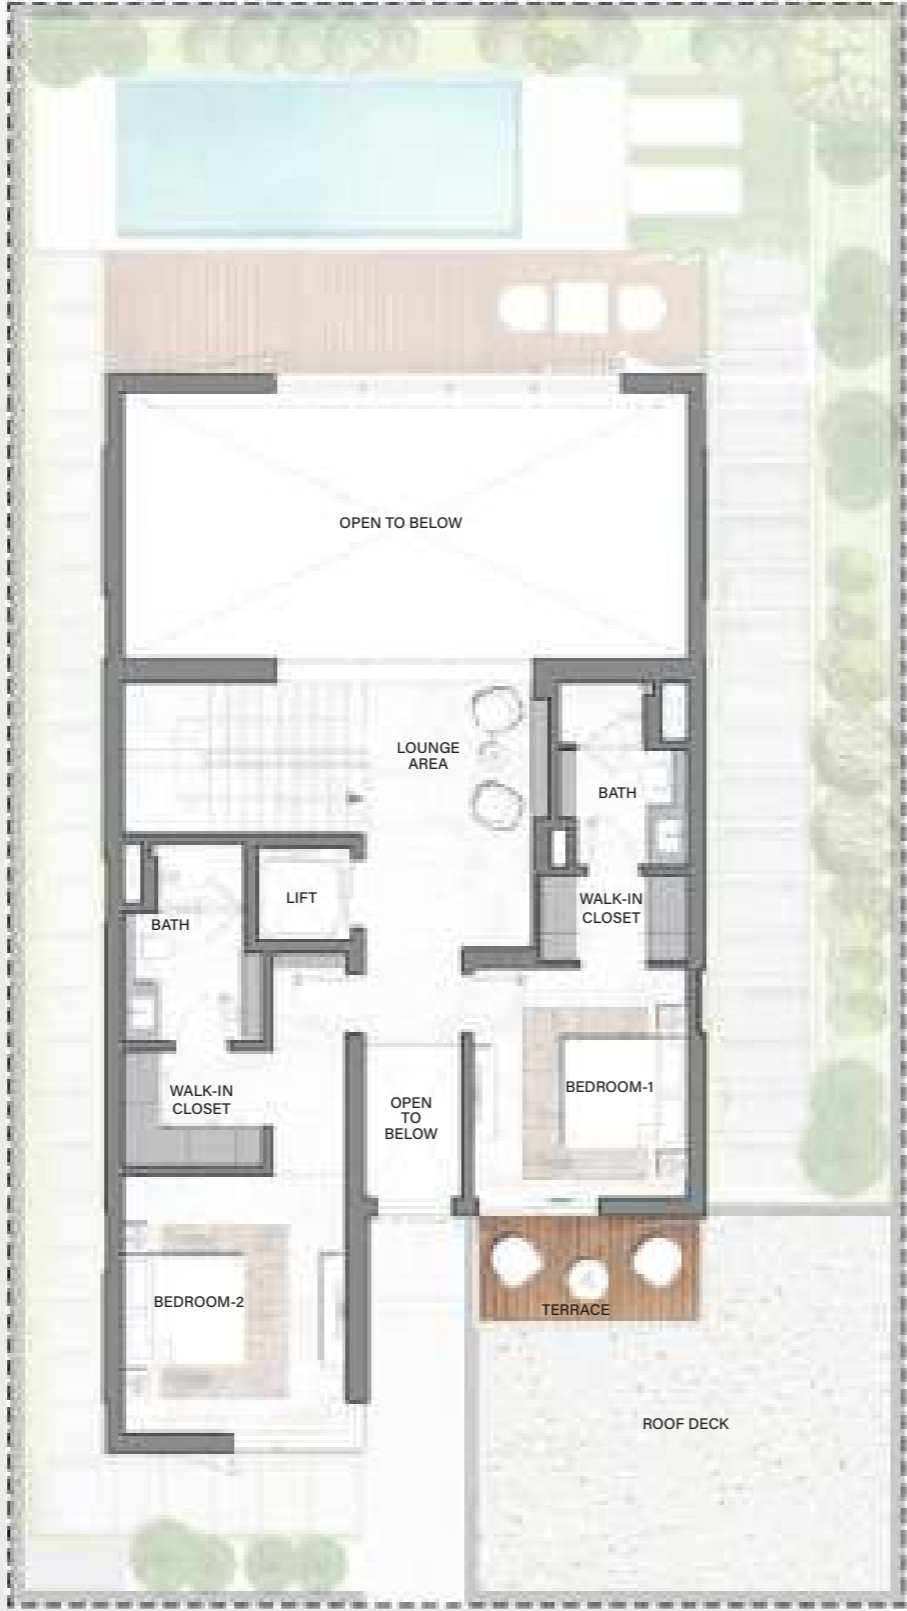 OPEN TO BELOW
LOUNGE
AREA
BATH
LIFT
WALK-IN
CLOSET
BATH
WALK-IN
CLOSET
OPEN
TO
BELOW
BEDROOM-1
BEDROOM-2
TERRACE
ROOF DECK